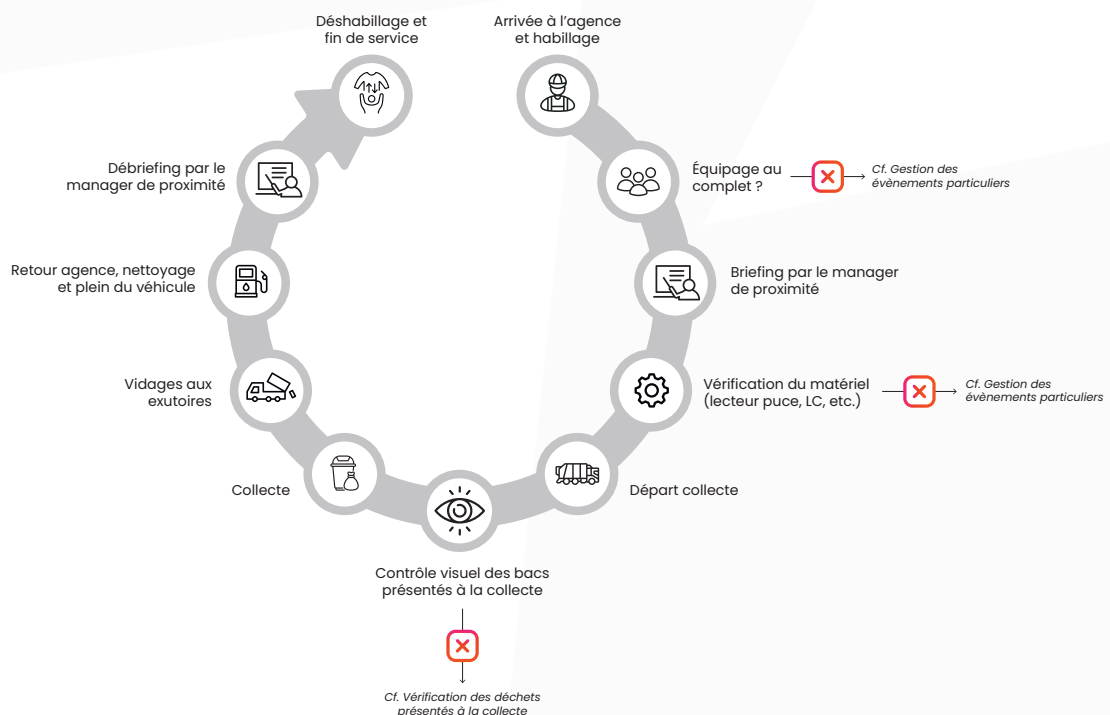 Arrivée à l'agence
et habillage
Équipage au
complet ?
Cf. Gestion des
évènements particuliers
Briefing par le manager
de proximité
Vérification du matériel
(lecteur puce, LC, etc.)
Cf. Gestion des
évènements particuliers
Départ collecte
Contrôle visuel des bacs
présentés à la collecte
Cf. Vérification des déchets
présentés à la collecte
Collecte
Vidages aux
exutoires
Retour agence, nettoyage
et plein du véhicule
Débriefing par le
manager de proximité
Déshabillage et
fin de service